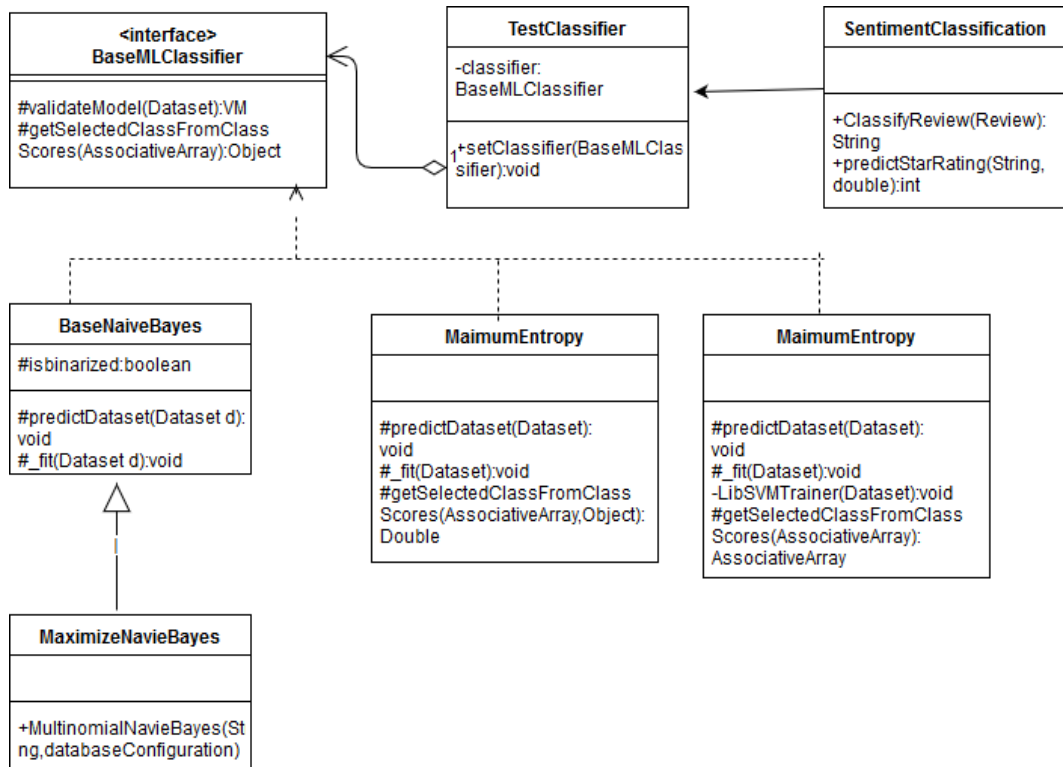 <interface>
BaseMLClassifier
#validateModel(Dataset):VM
#getSelectedClassFromClass
Scores(AssociativeArray):Object
TestClassifier
-classifier:
BaseMLClassifier
1
+setClassifier(BaseMLClas
sifier):void
SentimentClassification
+ClassifyReview(Review):
String
+predictStarRating(String,
double):int
BaseNaiveBayes
#isbinarized:boolean
#predictDataset(Dataset d):
void
#_fit(Dataset d):void
MaimumEntropy
#predictDataset(Dataset):
void
#_fit(Dataset):void
#getSelectedClassFromClass
Scores(AssociativeArray,Object):
Double
MaimumEntropy
#predictDataset(Dataset):
void
#_fit(Dataset):void
-LibSVMTrainer(Dataset):void
#getSelectedClassFromClass
Scores(AssociativeArray):
AssociativeArray
MaximizeNavieBayes
+MultinomialNavieBayes(St
ng,databaseConfiguration)